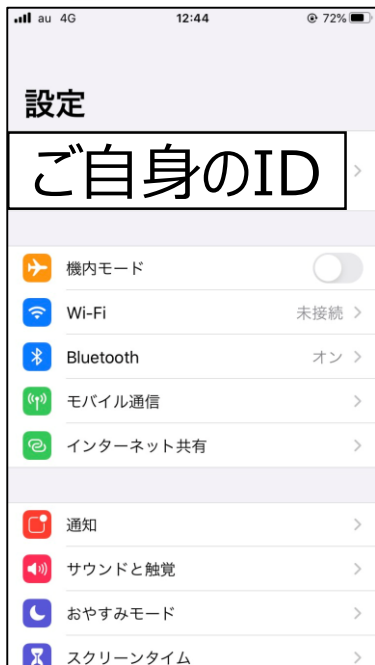 au 4G 12:44 72%
設定
ご自身のID
機内モード
Wi-Fi 未接続
Bluetooth オン
モバイル通信
インターネット共有
通知
サウンドと触覚
おやすみモード
スクリーンタイム